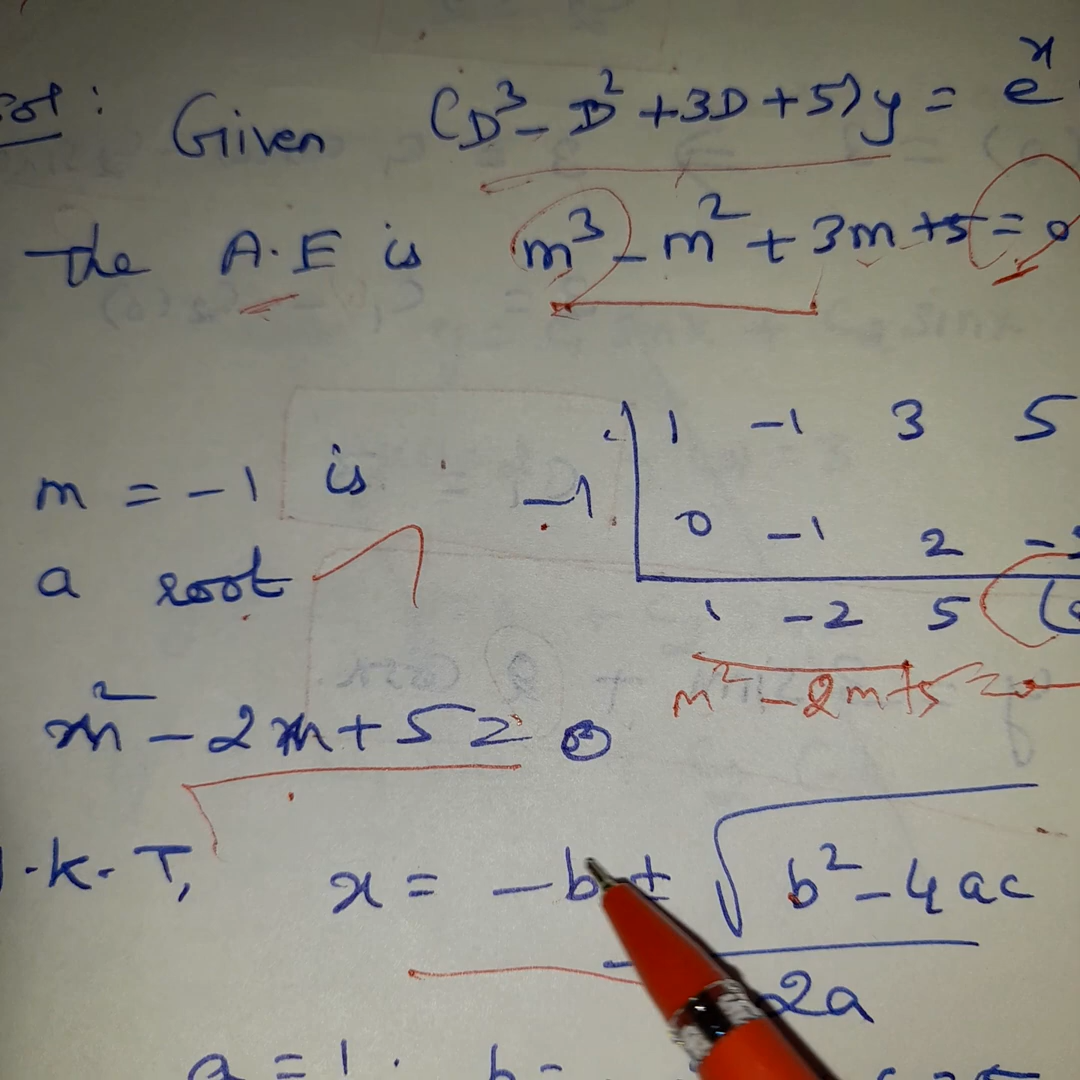 Given (D³ - D² + 3D + 5)y = eˣ
the A.E is m³ - m² + 3m + 5 = 0
1 -1 3 5
m = -1 is
-1
0 -1 2
a root
1 -2 5
m² - 2m + 5 = 0
m² - 2m + 5 = 0
.K.T, x = -b ± √b² - 4ac
2a
a = 1